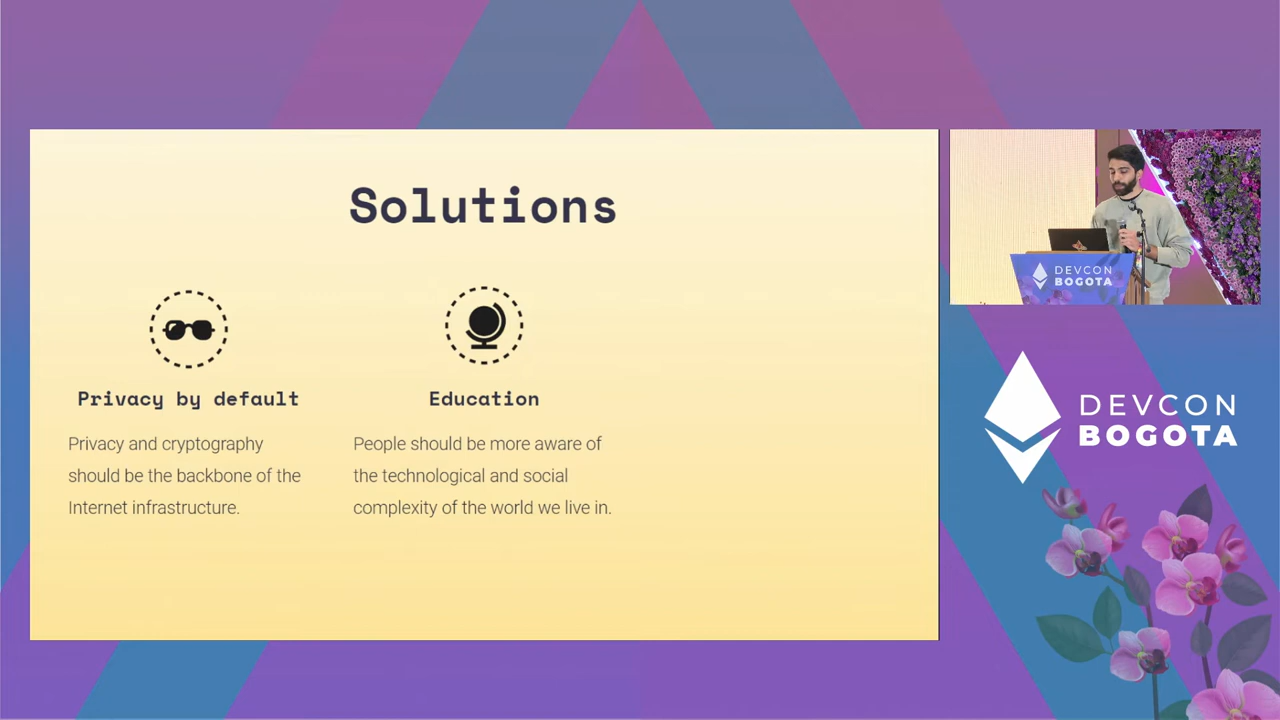 Solutions
Privacy by default
Privacy and cryptography
should be the backbone of the
Internet infrastructure.
Education
People should be more aware of
the technological and social
complexity of the world we live in.
DEVCON
BOGOTA
DEVCON
BOGOTA